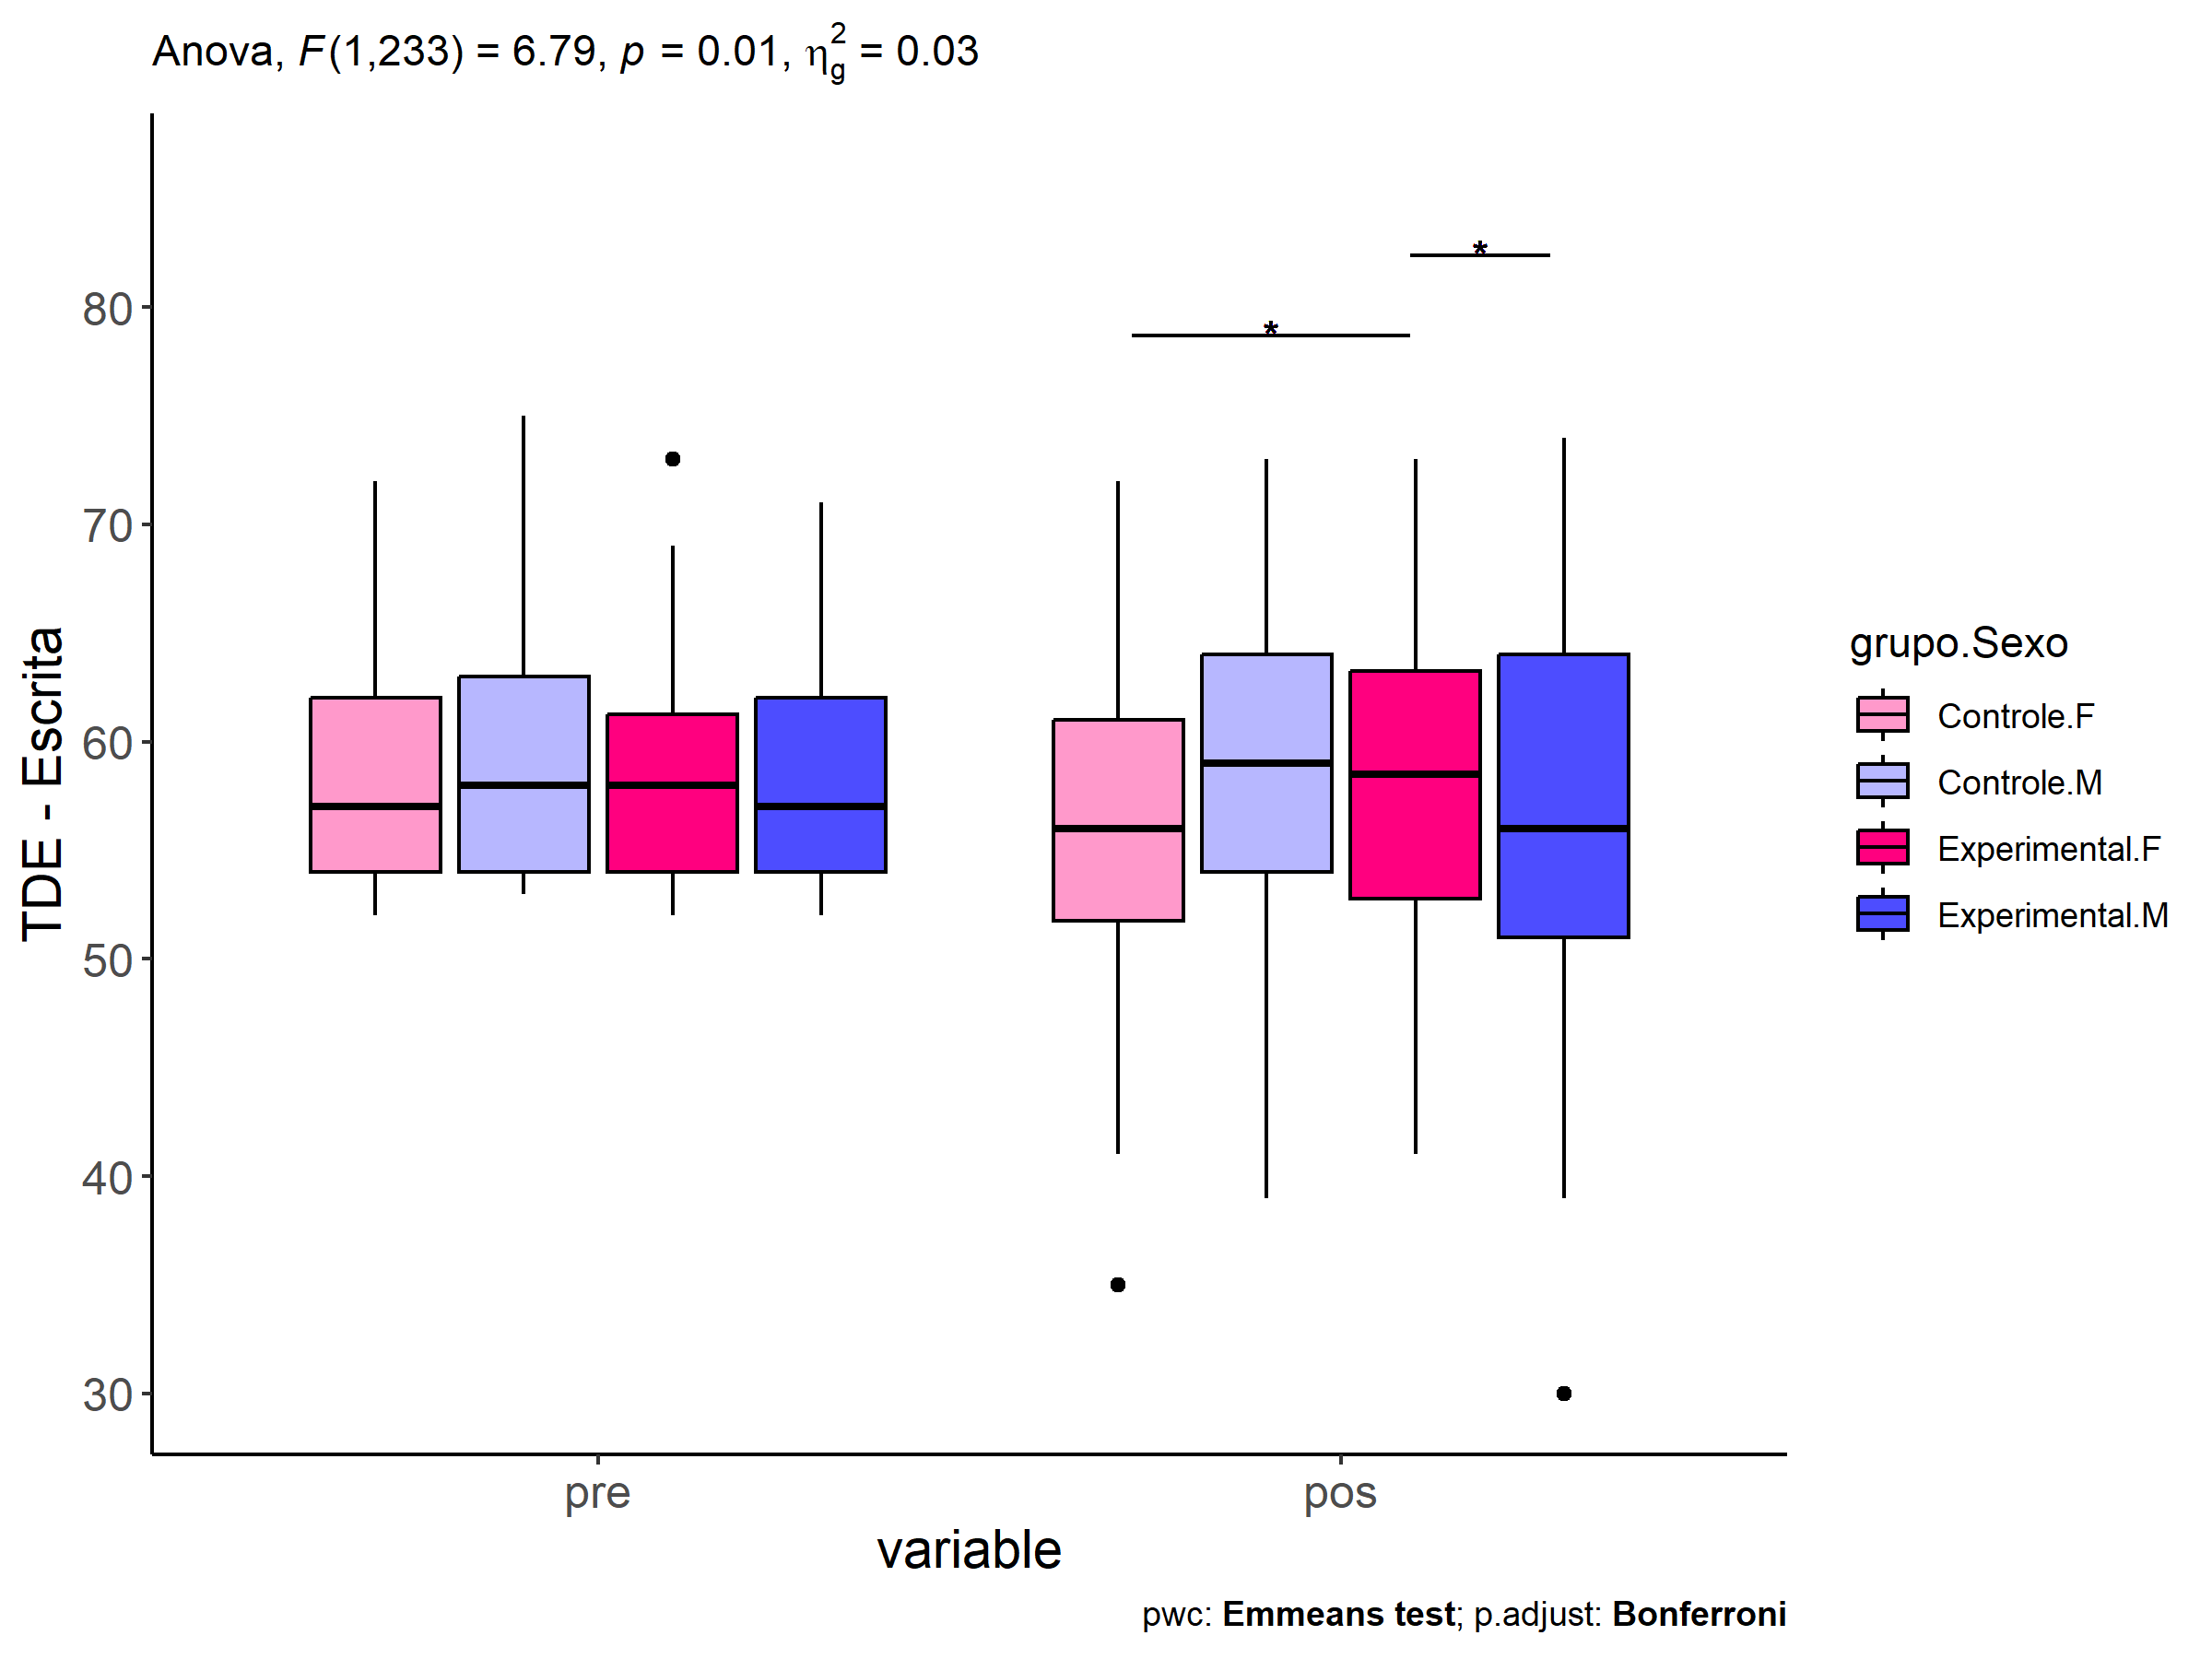 Anova, F(1,233) = 6.79, p = 0.01, η²g = 0.03
TDE - Escrita
80
70
60
50
40
30
*
*
pre
pos
variable
grupo.Sexo
Controle.F
Controle.M
Experimental.F
Experimental.M
pwc: Emmeans test; p.adjust: Bonferroni